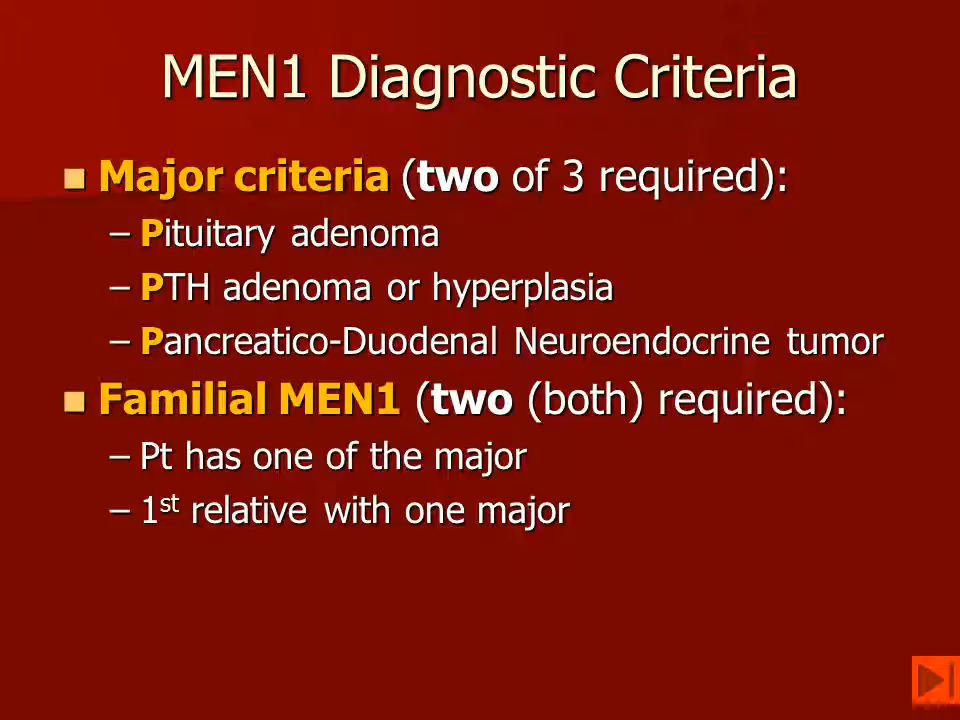 MEN1 Diagnostic Criteria
Major criteria (two of 3 required):
– Pituitary adenoma
– PTH adenoma or hyperplasia
– Pancreatico-Duodenal Neuroendocrine tumor
Familial MEN1 (two (both) required):
– Pt has one of the major
– 1st relative with one major